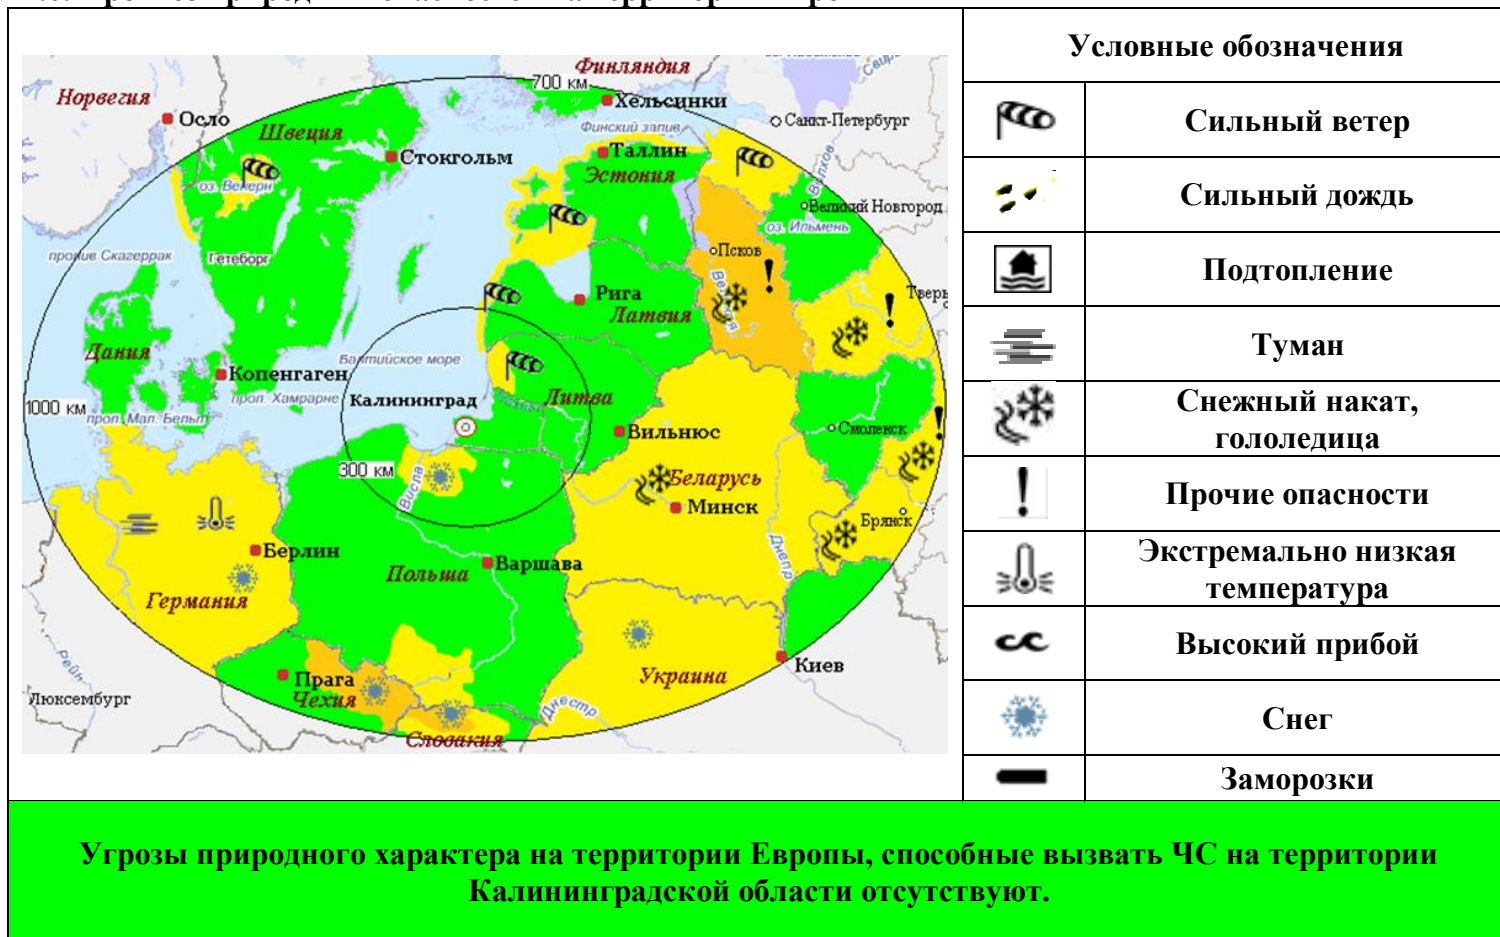 Условные обозначения
Сильный ветер
Сильный дождь
Подтопление
Туман
Снежный накат,
гололедица
Прочие опасности
Экстремально низкая
температура
Высокий прибой
Снег
Заморозки
Финляндия
700 км
Норвегия
Хельсинки
Осло
Санкт-Петербург
Швеция
Финский залив
Стокгольм
Таллин
Эстония
Волхов
оз. Венерн
Великий Новгород
оз. Ильмень
Псков
пролив Скагеррак
Гётеборг
Тверь
Рига
Латвия
Дания
Балтийское море
Копенгаген
Калининград
Литва
1000 км
прол. Мал. Бельт
прол. Хамрарне
Вильнюс
Смоленск
300 км
Висла
Беларусь
Минск
Брянск
Днепр
Берлин
Варшава
Польша
Германия
Рейн
Прага
Чехия
Украина
Киев
Люксембург
Днестр
Словакия
Угрозы природного характера на территории Европы, способные вызвать ЧС на территории
Калининградской области отсутствуют.